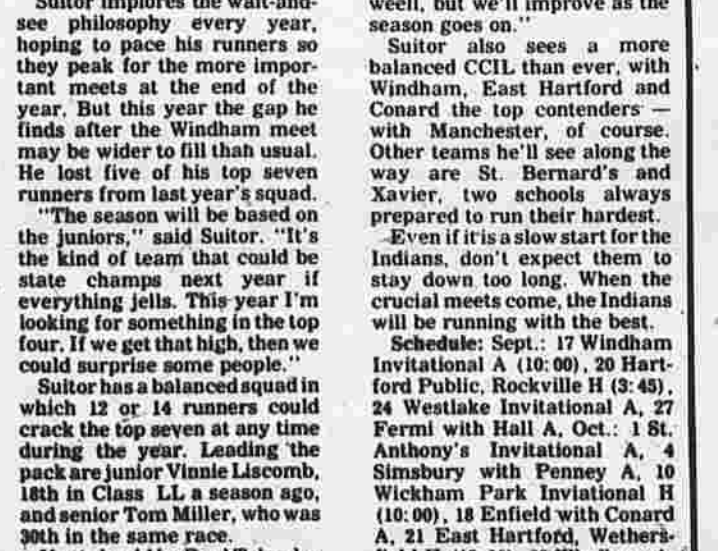 Suitor implores the wait-and-
see philosophy every year,
hoping to pace his runners so
they peak for the more impor-
tant meets at the end of the
year. But this year the gap he
finds after the Windham meet
may be wider to fill than usual.
He lost five of his top seven
runners from last year's squad.
"The season will be based on
the juniors," said Suitor. "It's
the kind of team that could be
state champs next year if
everything jells. This year I'm
looking for something in the top
four. If we get that high, then we
could surprise some people."
Suitor has a balanced squad in
which 12 or 14 runners could
crack the top seven at any time
during the year. Leading the
pack are junior Vinnie Liscomb,
18th in Class LL a season ago,
and senior Tom Miller, who was
30th in the same race.
well, but we'll improve as the
season goes on."
Suitor also sees a more
balanced CCIL than ever, with
Windham, East Hartford and
Conard the top contenders —
with Manchester, of course.
Other teams he'll see along the
way are St. Bernard's and
Xavier, two schools always
prepared to run their hardest.
Even if it is a slow start for the
Indians, don't expect them to
stay down too long. When the
crucial meets come, the Indians
will be running with the best.
Schedule: Sept.: 17 Windham
Invitational A (10:00), 20 Hart-
ford Public, Rockville H (3:45),
24 Westlake Invitational A, 27
Fermi with Hall A, Oct.: 1 St.
Anthony's Invitational A, 4
Simsbury with Penney A, 10
Wickham Park Inviational H
(10:00), 18 Enfield with Conard
A, 21 East Hartford, Wethers-